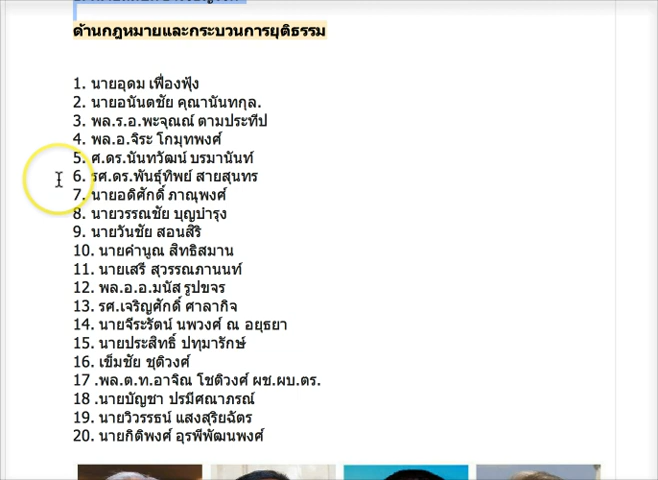 ด้านกฎหมายและกระบวนการยุติธรรม
1. นายอุดม เฟื่องฟุ้ง
2. นายอนันตชัย คุณานันทกุล.
3. พล.ร.อ.พะจุณณ์ ตามประทีป
4. พล.อ.จิระ โกมุทพงศ์
5. ศ.ดร.นันทวัฒน์ บรมานันท์
6. รศ.ดร.พันธุ์ทิพย์ สายสุนทร
7. นายอดิศักดิ์ ภาณุพงศ์
8. นายวรรณชัย บุญบำรุง
9. นายวันชัย สอนสิริ
10. นายคำนูณ สิทธิสมาน
11. นายเสรี สุวรรณภานนท์
12. พล.อ.อ.มนัส รูปขจร
13. รศ.เจริญศักดิ์ ศาลากิจ
14. นายจีระรัตน์ นพวงศ์ ณ อยุธยา
15. นายประสิทธิ์ ปทุมารักษ์
16. เข็มชัย ชุติวงศ์
17 .พล.ต.ท.อาจิณ โชติวงศ์ ผช.ผบ.ตร.
18 .นายบัญชา ปรมีศณาภรณ์
19. นายวิวรรธน์ แสงสุริยฉัตร
20. นายกิติพงศ์ อุรพีพัฒนพงศ์